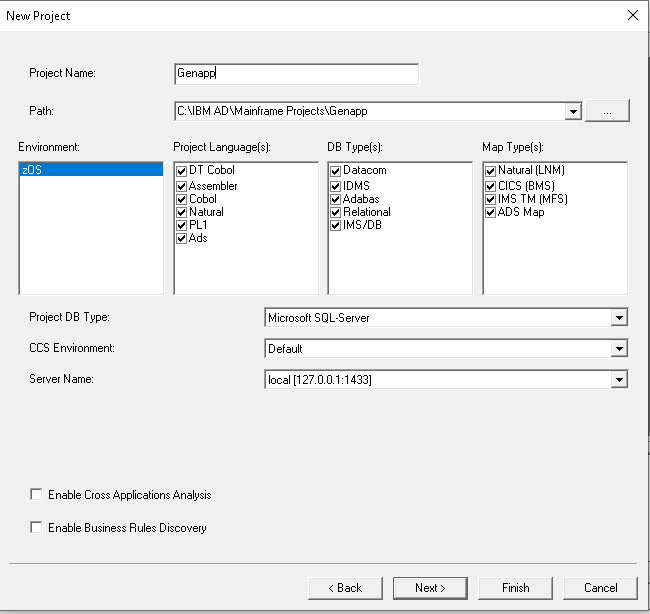 New Project
Project Name: Genapp
Path: C:\IBM AD\Mainframe Projects\Genapp ...
Environment: Project Language(s): DB Type(s): Map Type(s):
zOS DT Cobol Datacom Natural (LNM)
Assembler IDMS CICS (BMS)
Cobol Adabas IMS TM (MFS)
Natural Relational ADS Map
PL1 IMS/DB
Ads
Project DB Type: Microsoft SQL-Server
CCS Environment: Default
Server Name: local [127.0.0.1:1433]
Enable Cross Applications Analysis
Enable Business Rules Discovery
< Back Next > Finish Cancel